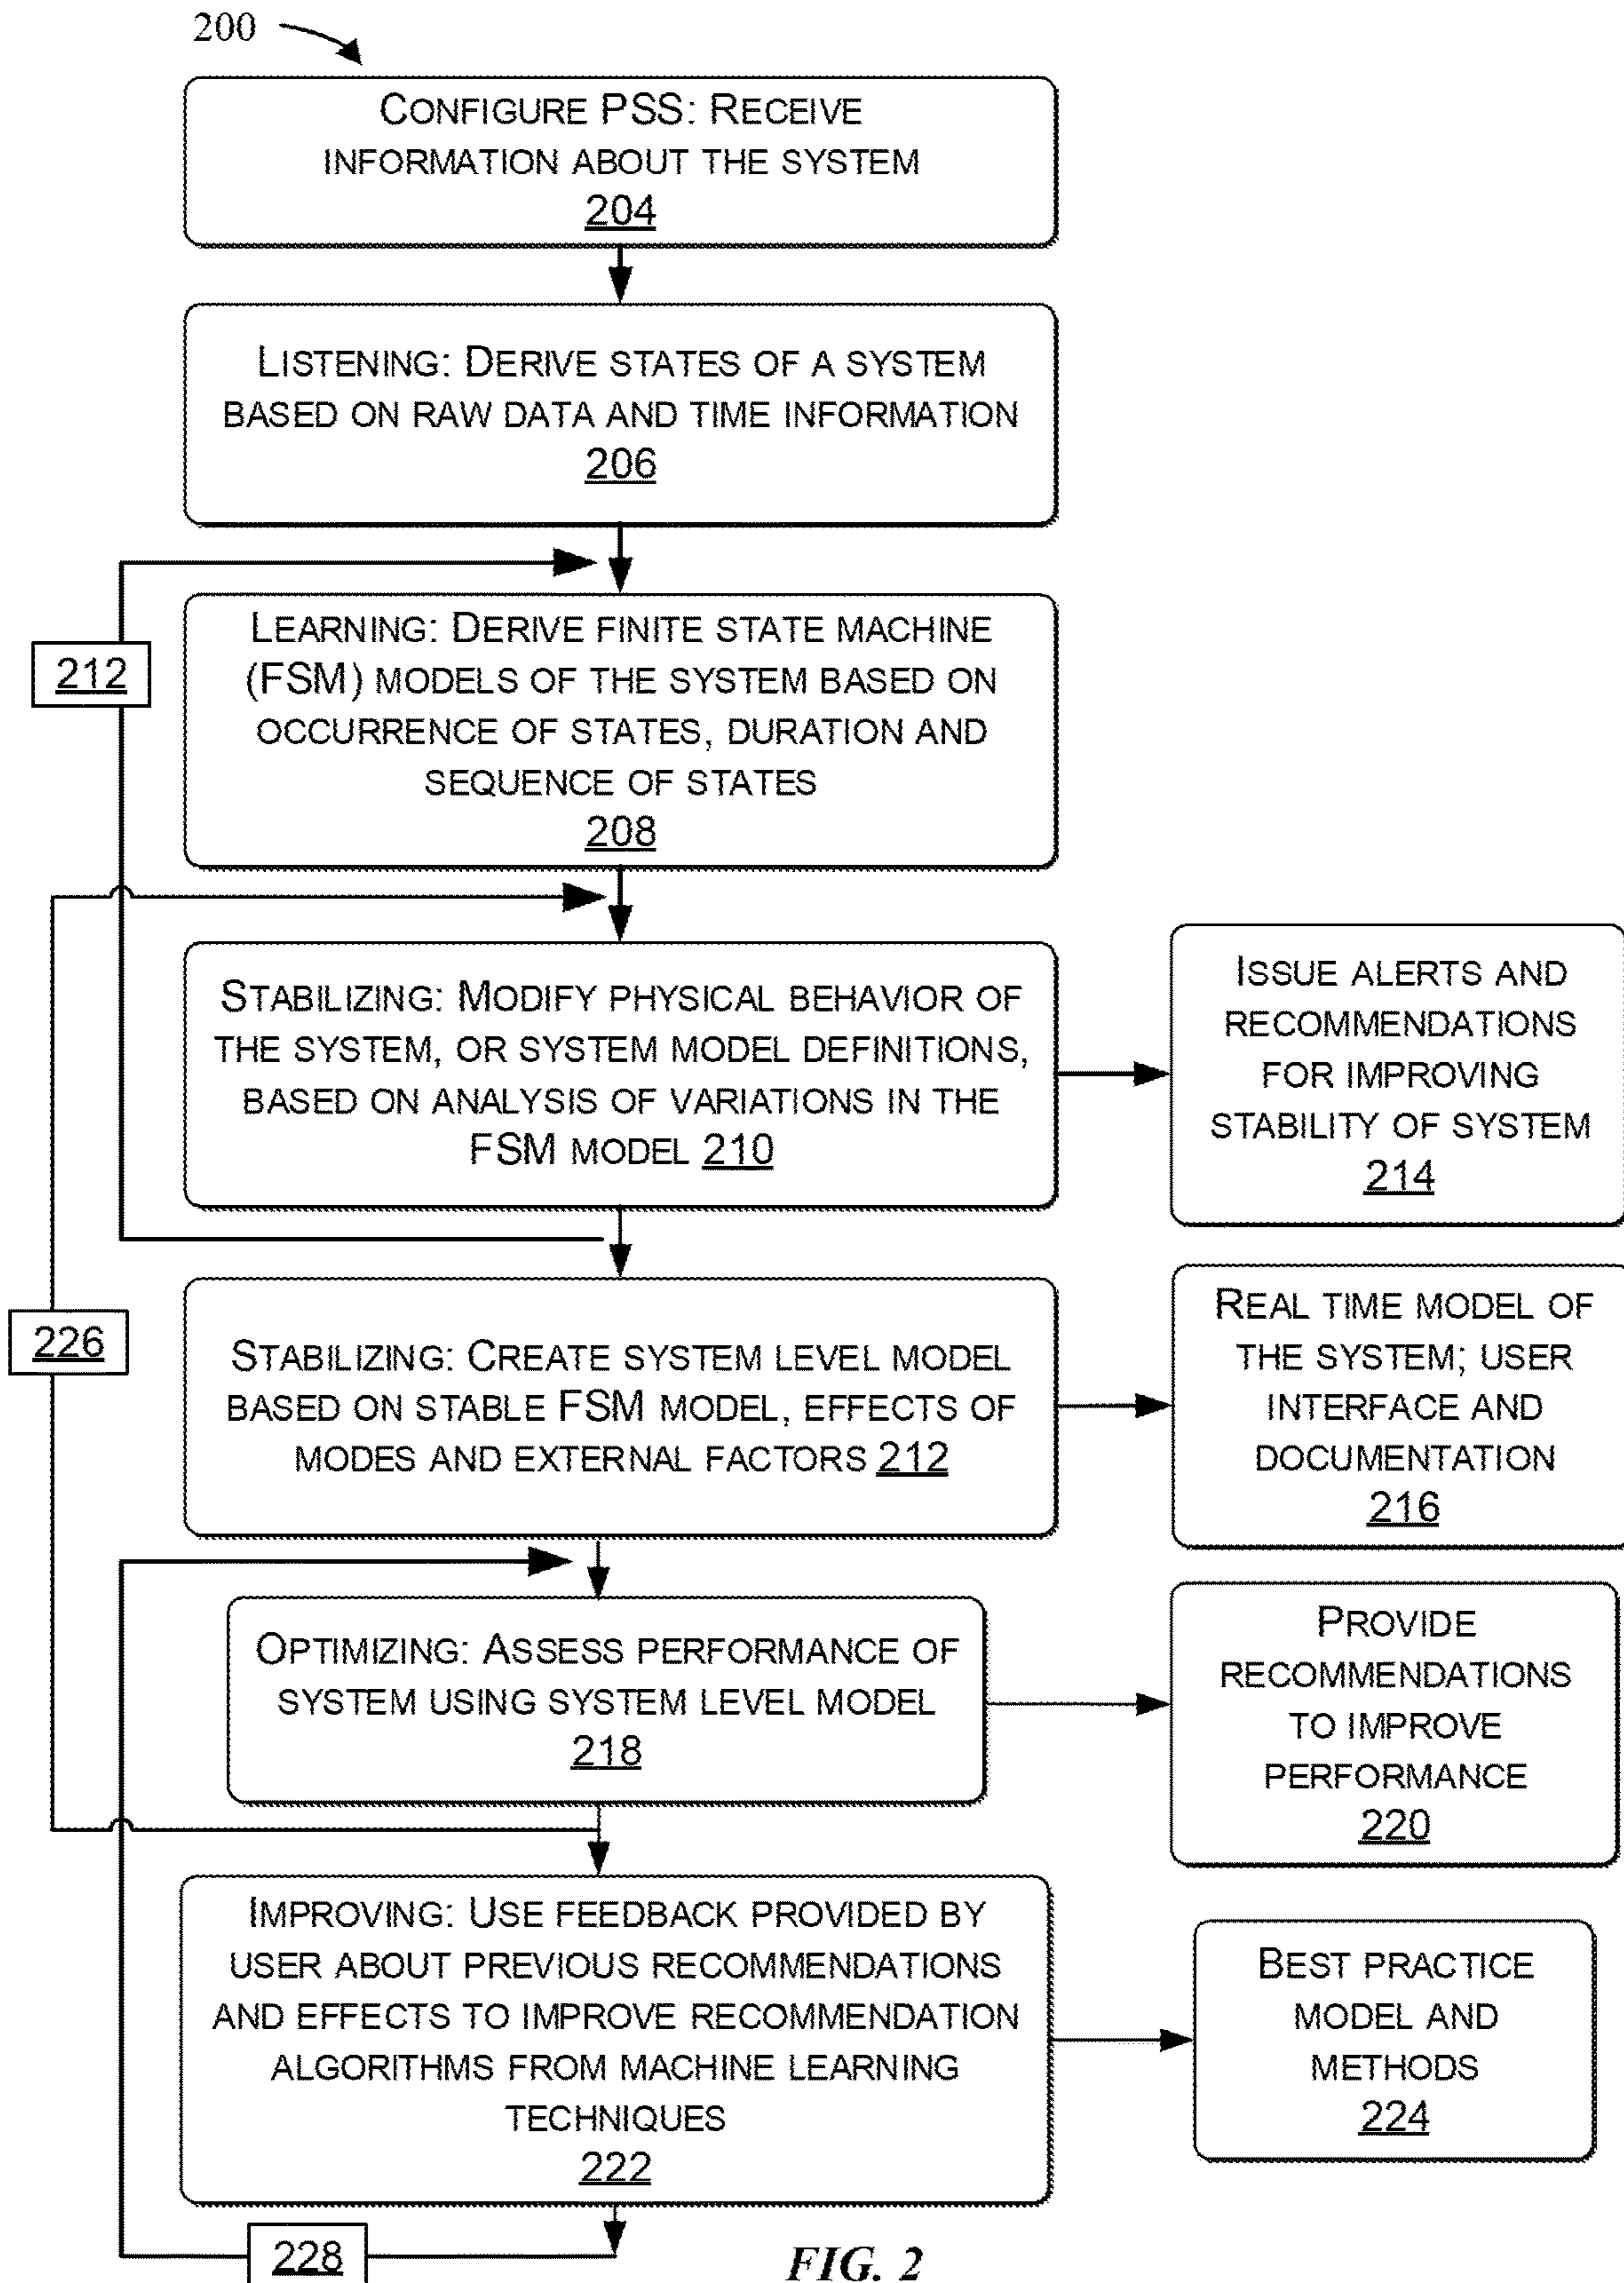 200
CONFIGURE PSS: RECEIVE
INFORMATION ABOUT THE SYSTEM
204
LISTENING: DERIVE STATES OF A SYSTEM
BASED ON RAW DATA AND TIME INFORMATION
206
212
LEARNING: DERIVE FINITE STATE MACHINE
(FSM) MODELS OF THE SYSTEM BASED ON
OCCURRENCE OF STATES, DURATION AND
SEQUENCE OF STATES
208
STABILIZING: MODIFY PHYSICAL BEHAVIOR OF
THE SYSTEM, OR SYSTEM MODEL DEFINITIONS,
BASED ON ANALYSIS OF VARIATIONS IN THE
FSM MODEL 210
ISSUE ALERTS AND
RECOMMENDATIONS
FOR IMPROVING
STABILITY OF SYSTEM
214
226
STABILIZING: CREATE SYSTEM LEVEL MODEL
BASED ON STABLE FSM MODEL, EFFECTS OF
MODES AND EXTERNAL FACTORS 212
REAL TIME MODEL OF
THE SYSTEM; USER
INTERFACE AND
DOCUMENTATION
216
OPTIMIZING: ASSESS PERFORMANCE OF
SYSTEM USING SYSTEM LEVEL MODEL
218
PROVIDE
RECOMMENDATIONS
TO IMPROVE
PERFORMANCE
220
IMPROVING: USE FEEDBACK PROVIDED BY
USER ABOUT PREVIOUS RECOMMENDATIONS
AND EFFECTS TO IMPROVE RECOMMENDATION
ALGORITHMS FROM MACHINE LEARNING
TECHNIQUES
222
BEST PRACTICE
MODEL AND
METHODS
224
228
FIG. 2